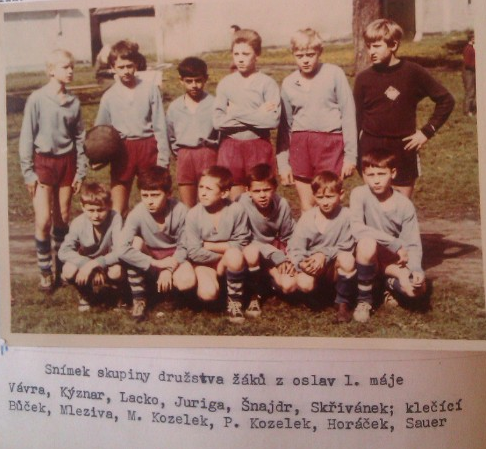 Snímek skupiny družstva žáků z oslav 1. máje
Vávra, Kýznar, Lacko, Juriga, Šnajdr, Skřivánek; klečící
Bůček, Mleziva, M. Kozelek, P. Kozelek, Horáček, Sauer